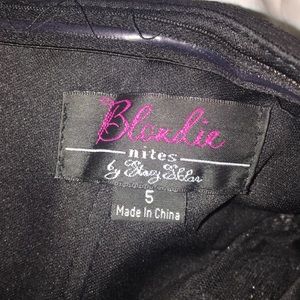 Blondie
nites
by Stacy Sklar
5
Made In China